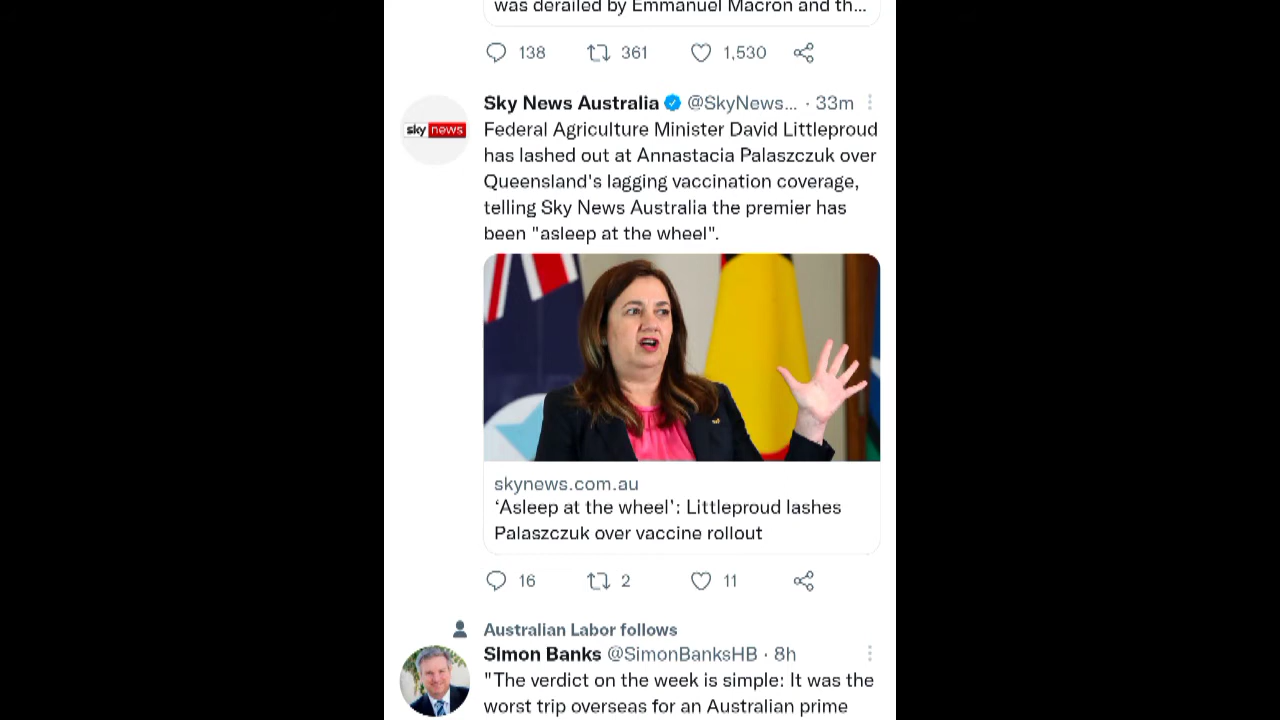 was derailed by Emmanuel Macron and th...
138 361 1,530
Sky News Australia @SkyNews... · 33m
sky news
Federal Agriculture Minister David Littleproud
has lashed out at Annastacia Palaszczuk over
Queensland's lagging vaccination coverage,
telling Sky News Australia the premier has
been "asleep at the wheel".
skynews.com.au
‘Asleep at the wheel’: Littleproud lashes
Palaszczuk over vaccine rollout
16 2 11
Australian Labor follows
Simon Banks @SimonBanksHB · 8h
"The verdict on the week is simple: It was the
worst trip overseas for an Australian prime